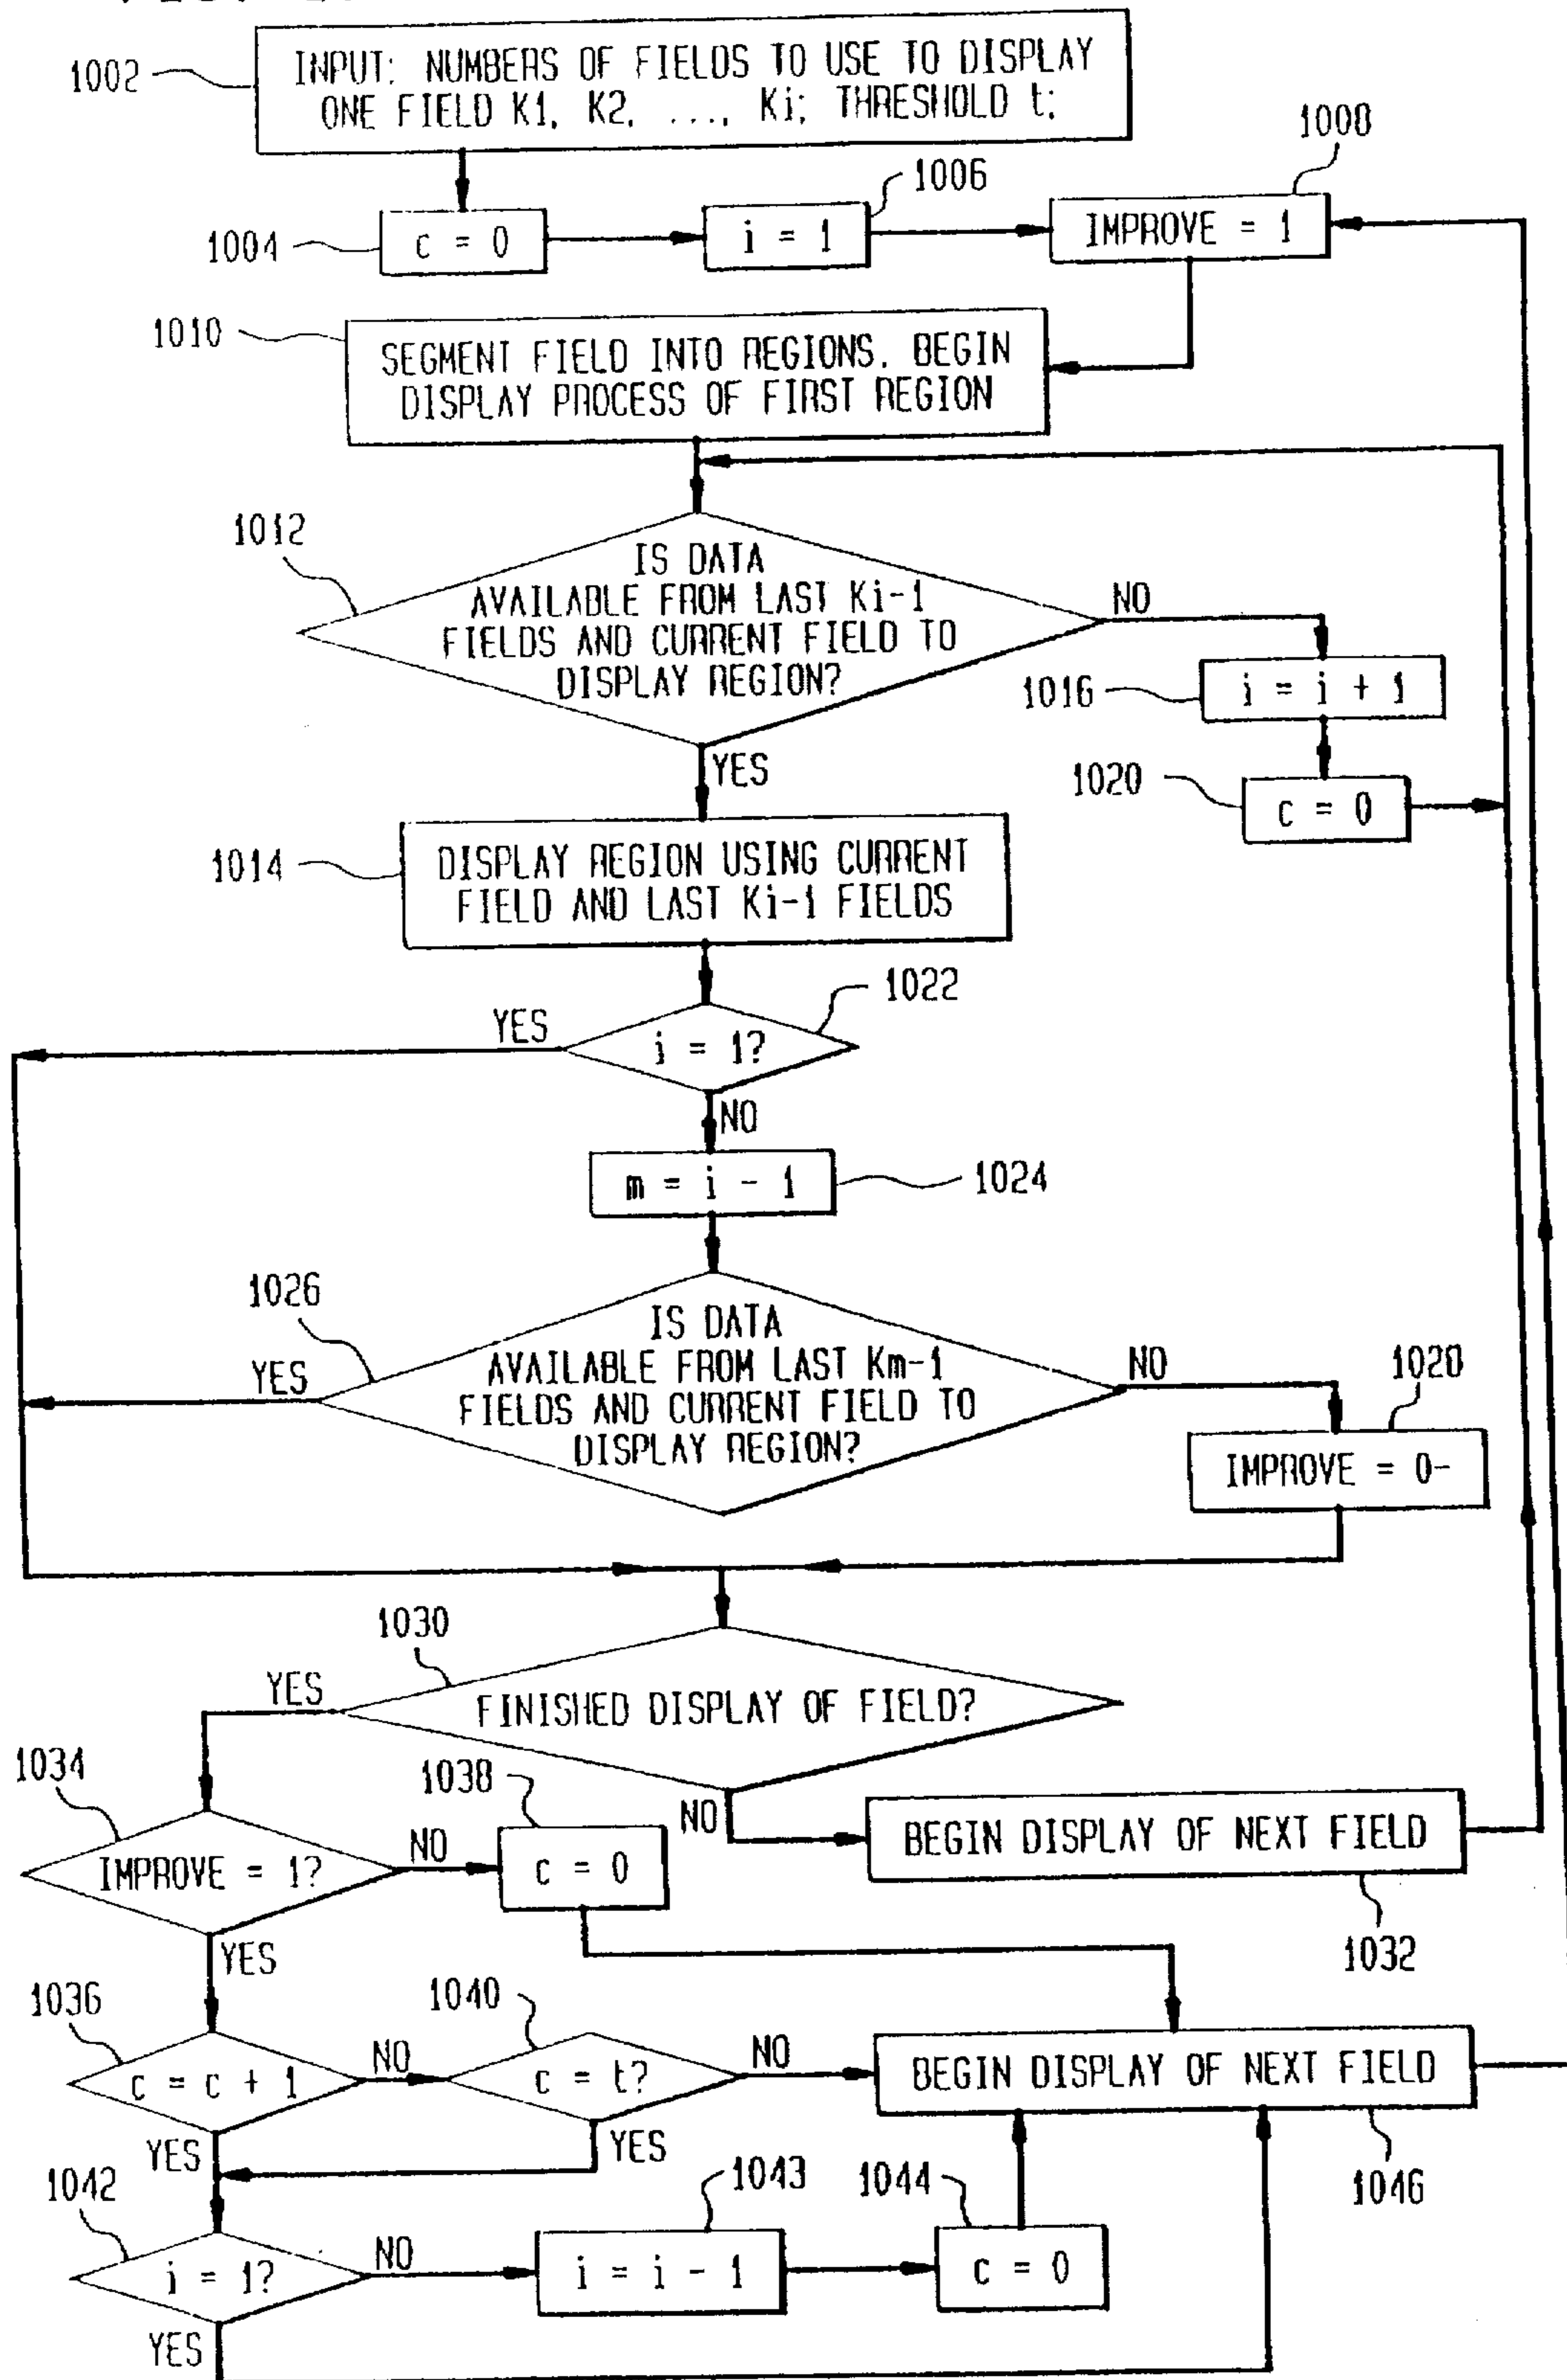 1002
INPUT: NUMBERS OF FIELDS TO USE TO DISPLAY
ONE FIELD K1, K2, ..., Ki; THRESHOLD t;
1004
c = 0
1006
i = 1
1008
IMPROVE = 1
1010
SEGMENT FIELD INTO REGIONS. BEGIN
DISPLAY PROCESS OF FIRST REGION
1012
IS DATA
AVAILABLE FROM LAST Ki-1
FIELDS AND CURRENT FIELD TO
DISPLAY REGION?
NO
YES
1016
i = i + 1
1020
c = 0
1014
DISPLAY REGION USING CURRENT
FIELD AND LAST Ki-1 FIELDS
1022
i = 1?
YES
NO
m = i - 1
1024
1026
IS DATA
AVAILABLE FROM LAST Km-1
FIELDS AND CURRENT FIELD TO
DISPLAY REGION?
YES
NO
1028
IMPROVE = 0-
1030
FINISHED DISPLAY OF FIELD?
YES
NO
BEGIN DISPLAY OF NEXT FIELD
1032
1034
IMPROVE = 1?
NO
YES
1038
c = 0
1036
c = c + 1
NO
YES
1040
c = t?
NO
YES
BEGIN DISPLAY OF NEXT FIELD
1046
1042
i = 1?
NO
YES
1043
i = i - 1
1044
c = 0